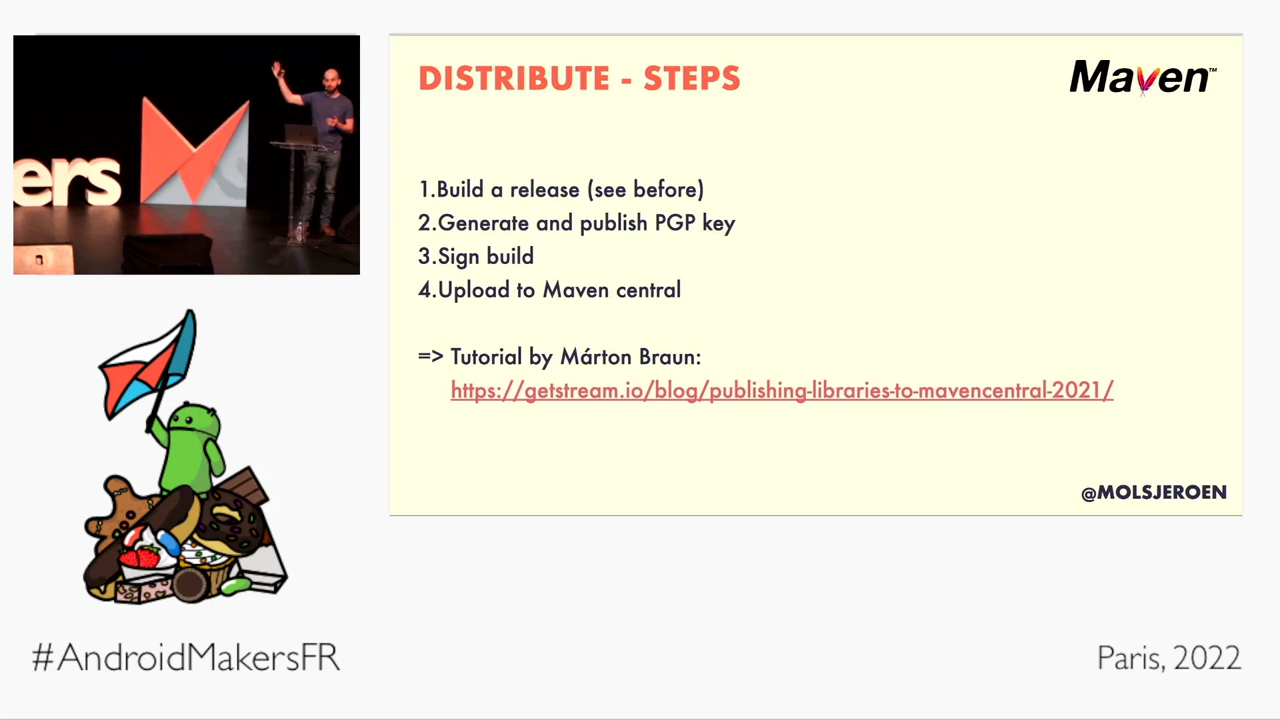 ers
DISTRIBUTE - STEPS
Maven™
1.Build a release (see before)
2.Generate and publish PGP key
3.Sign build
4.Upload to Maven central
=> Tutorial by Márton Braun:
https://getstream.io/blog/publishing-libraries-to-mavencentral-2021/
@MOLSJEROEN
#AndroidMakersFR
Paris, 2022